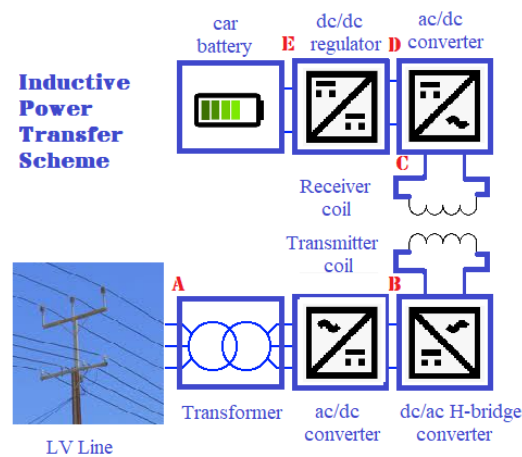 car
battery
E
dc/dc
regulator
D
ac/dc
converter
Inductive
Power
Transfer
Scheme
C
Receiver
coil
Transmitter
coil
A
B
LV Line
Transformer
ac/dc
converter
dc/ac H-bridge
converter